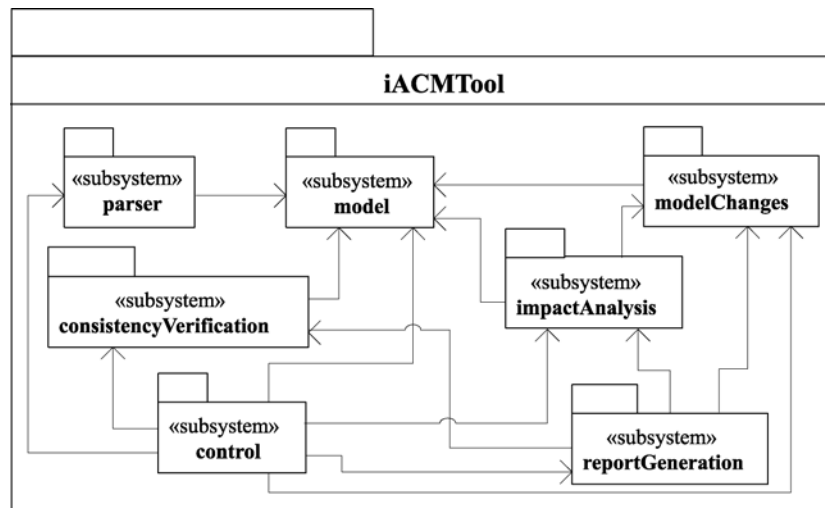 iACMTool
«subsystem»
parser
«subsystem»
model
«subsystem»
modelChanges
«subsystem»
consistencyVerification
«subsystem»
impactAnalysis
«subsystem»
control
«subsystem»
reportGeneration